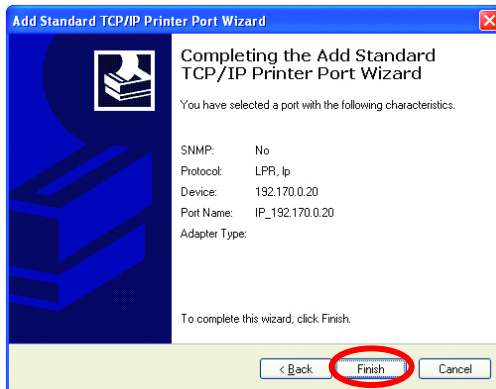 Add Standard TCP/IP Printer Port Wizard
Completing the Add Standard
TCP/IP Printer Port Wizard
You have selected a port with the following characteristics.
SNMP: No
Protocol: LPR, lp
Device: 192.170.0.20
Port Name: IP_192.170.0.20
Adapter Type:
To complete this wizard, click Finish.
< Back Finish Cancel